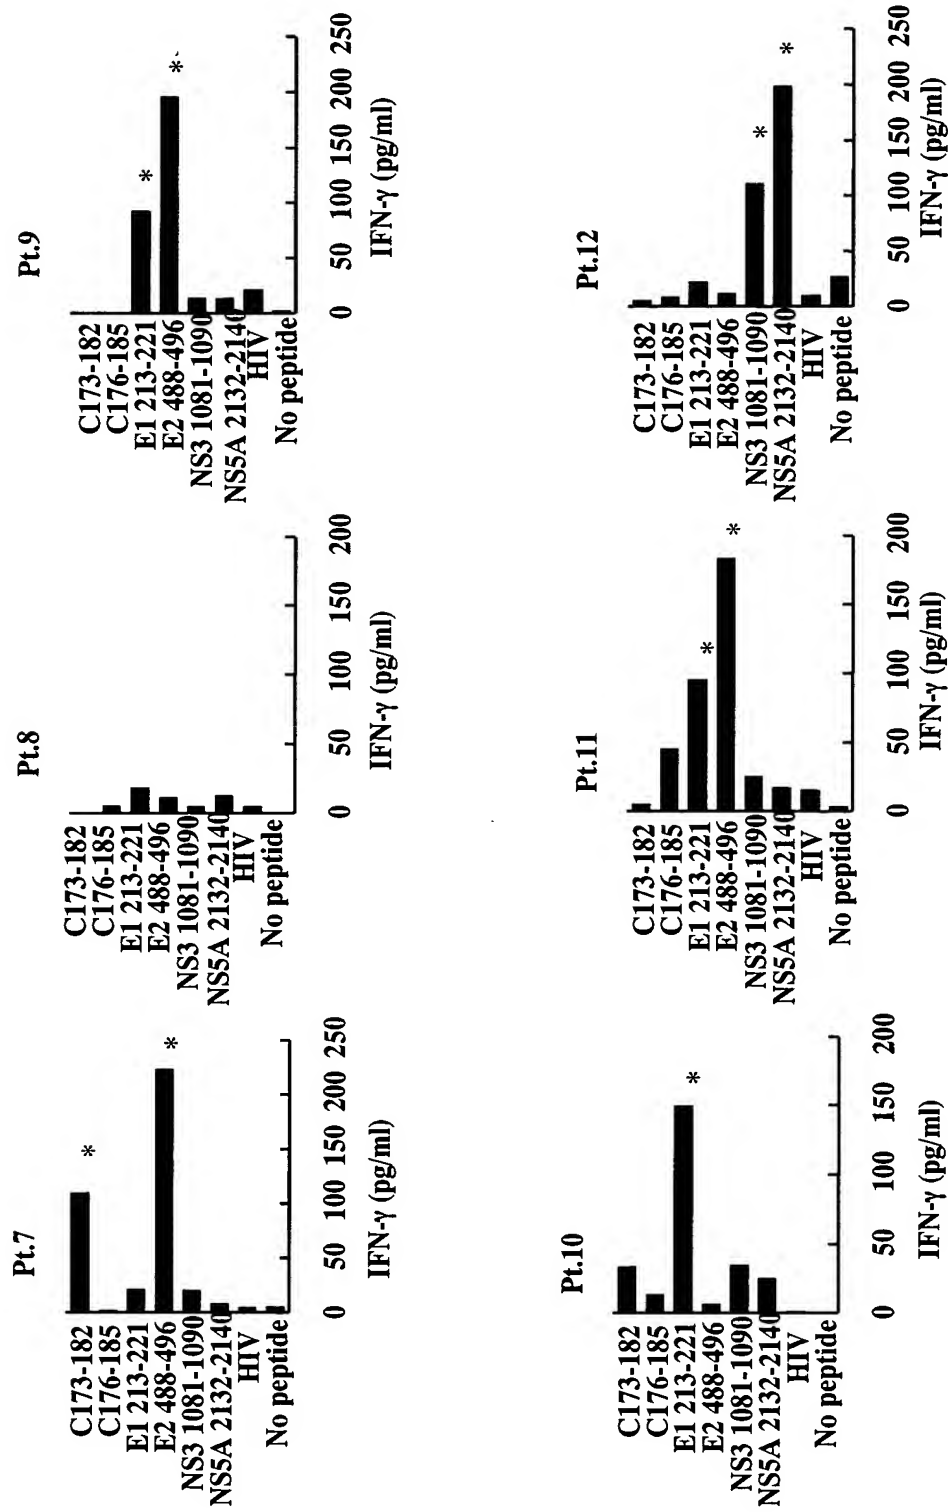 Pt.7
C173-182
C176-185
E1 213-221
E2 488-496
NS3 1081-1090
NS5A 2132-2140
HIV
No peptide
*
*
0 50 100 150 200 250
IFN-γ (pg/ml)
Pt.8
C173-182
C176-185
E1 213-221
E2 488-496
NS3 1081-1090
NS5A 2132-2140
HIV
No peptide
0 50 100 150 200
IFN-γ (pg/ml)
Pt.9
C173-182
C176-185
E1 213-221
E2 488-496
NS3 1081-1090
NS5A 2132-2140
HIV
No peptide
*
*
0 50 100 150 200 250
IFN-γ (pg/ml)
Pt.10
C173-182
C176-185
E1 213-221
E2 488-496
NS3 1081-1090
NS5A 2132-2140
HIV
No peptide
*
0 50 100 150 200
IFN-γ (pg/ml)
Pt.11
C173-182
C176-185
E1 213-221
E2 488-496
NS3 1081-1090
NS5A 2132-2140
HIV
No peptide
*
*
0 50 100 150 200
IFN-γ (pg/ml)
Pt.12
C173-182
C176-185
E1 213-221
E2 488-496
NS3 1081-1090
NS5A 2132-2140
HIV
No peptide
*
*
0 50 100 150 200 250
IFN-γ (pg/ml)